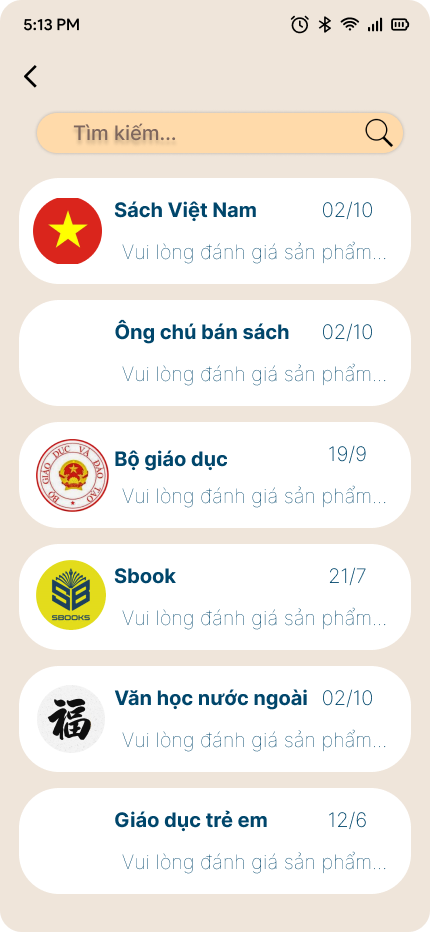 5:13 PM
Tìm kiếm...
Sách Việt Nam 02/10
Vui lòng đánh giá sản phẩm...
Ông chú bán sách 02/10
Vui lòng đánh giá sản phẩm...
BỘ GIÁO DỤC VÀ ĐÀO TẠO
Bộ giáo dục 19/9
Vui lòng đánh giá sản phẩm...
SB
SBOOKS
Sbook 21/7
Vui lòng đánh giá sản phẩm...
福
Văn học nước ngoài 02/10
Vui lòng đánh giá sản phẩm...
Giáo dục trẻ em 12/6
Vui lòng đánh giá sản phẩm...